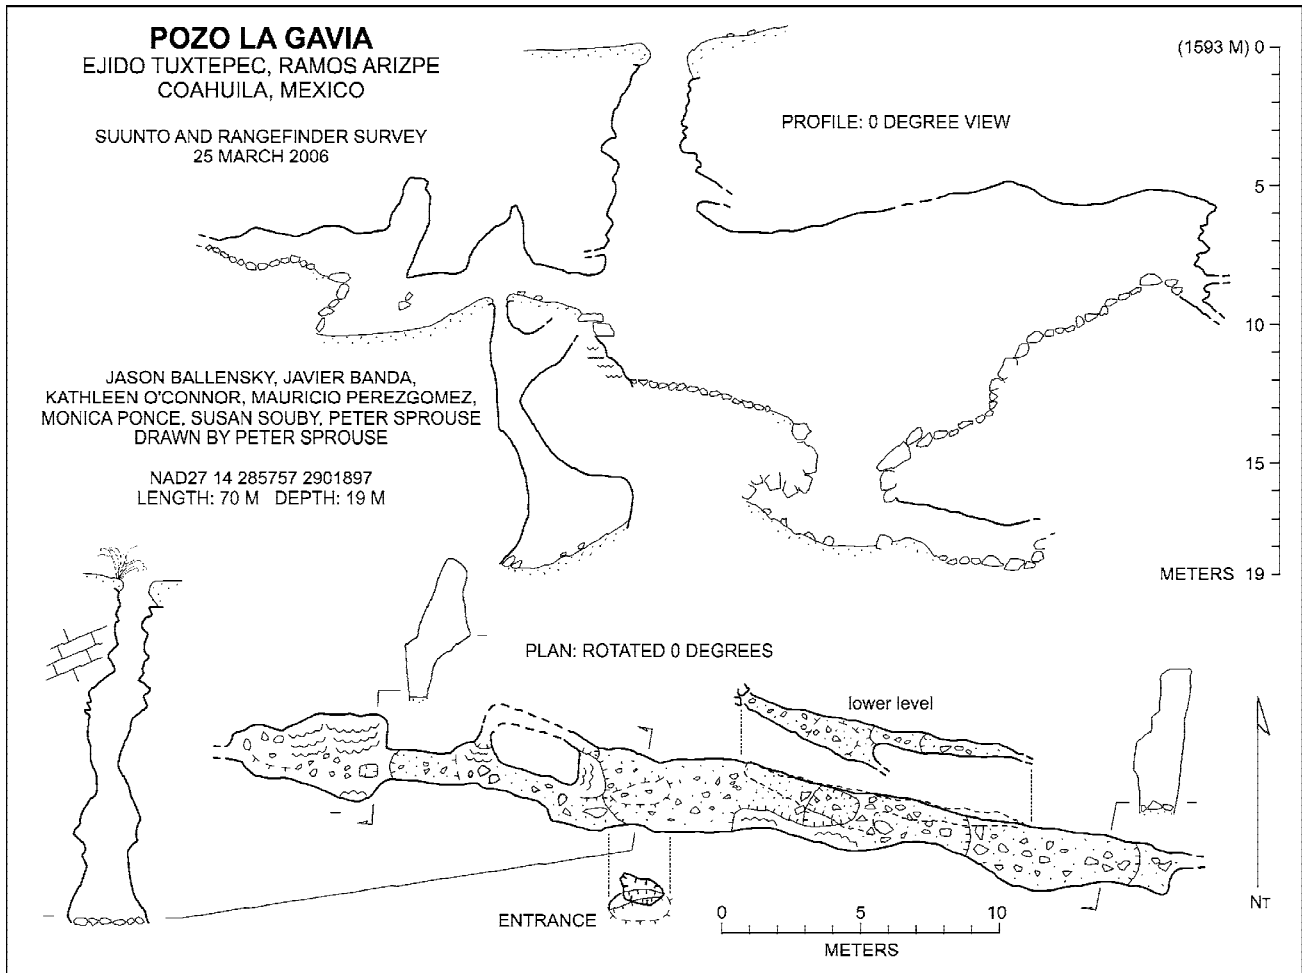 POZO LA GAVIA
EJIDO TUXTEPEC, RAMOS ARIZPE
COAHUILA, MEXICO
SUUNTO AND RANGEFINDER SURVEY
25 MARCH 2006
(1593 M) 0
PROFILE: 0 DEGREE VIEW
5
10
15
METERS 19
JASON BALLENSKY, JAVIER BANDA,
KATHLEEN O'CONNOR, MAURICIO PEREZGOMEZ,
MONICA PONCE, SUSAN SOUBY, PETER SPROUSE
DRAWN BY PETER SPROUSE
NAD27 14 285757 2901897
LENGTH: 70 M DEPTH: 19 M
PLAN: ROTATED 0 DEGREES
lower level
ENTRANCE
0 5 10
METERS
NT